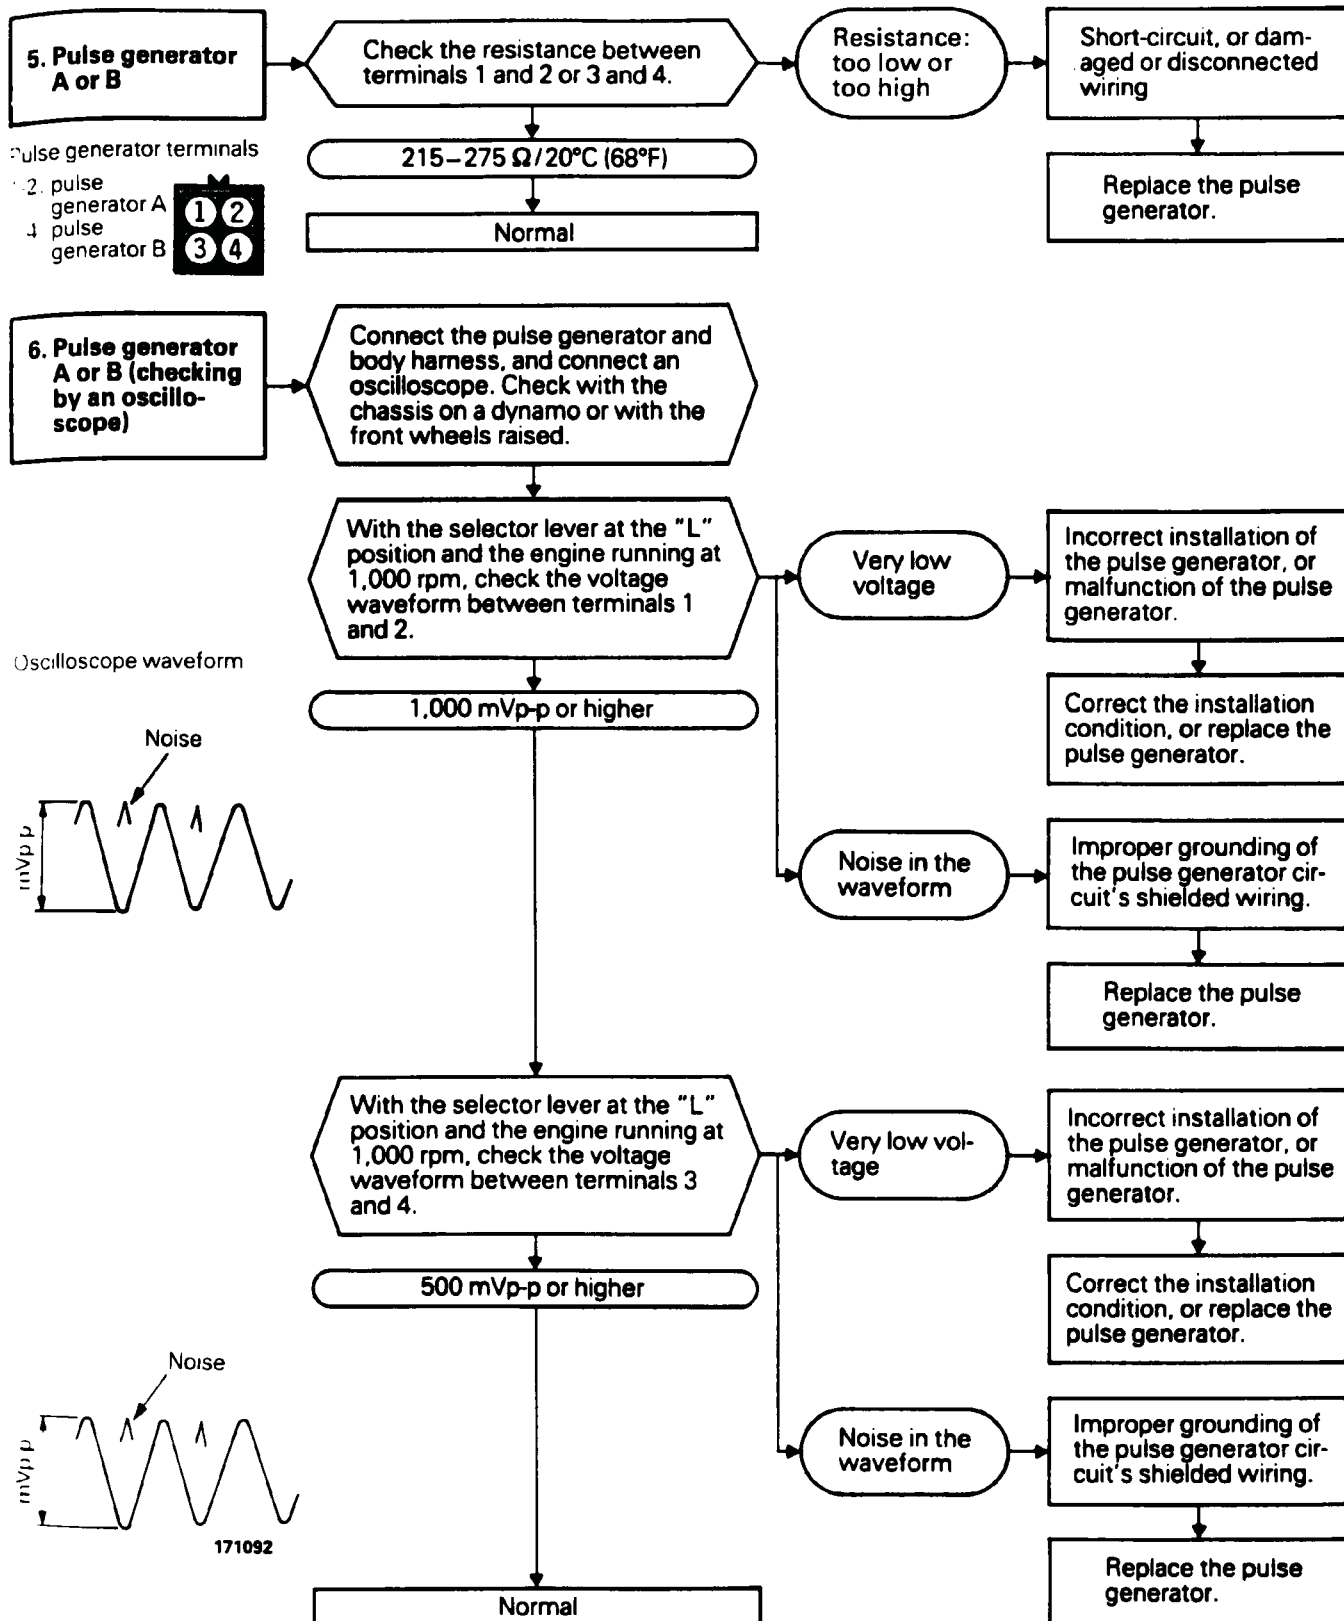 5. Pulse generator
A or B
Check the resistance between
terminals 1 and 2 or 3 and 4.
Resistance:
too low or
too high
Short-circuit, or dam-
aged or disconnected
wiring
215–275 Ω/20°C (68°F)
Normal
Replace the pulse
generator.
Pulse generator terminals
2. pulse
generator A
4 pulse
generator B
1 2
3 4
6. Pulse generator
A or B (checking
by an oscillo-
scope)
Connect the pulse generator and
body harness, and connect an
oscilloscope. Check with the
chassis on a dynamo or with the
front wheels raised.
With the selector lever at the "L"
position and the engine running at
1,000 rpm, check the voltage
waveform between terminals 1
and 2.
Very low
voltage
Incorrect installation of
the pulse generator, or
malfunction of the pulse
generator.
Oscilloscope waveform
1,000 mVp-p or higher
Correct the installation
condition, or replace the
pulse generator.
Noise
mVp p
Noise in the
waveform
Improper grounding of
the pulse generator cir-
cuit's shielded wiring.
Replace the pulse
generator.
With the selector lever at the "L"
position and the engine running at
1,000 rpm, check the voltage
waveform between terminals 3
and 4.
Very low vol-
tage
Incorrect installation of
the pulse generator, or
malfunction of the pulse
generator.
500 mVp-p or higher
Correct the installation
condition, or replace the
pulse generator.
Noise
mVp p
171092
Noise in the
waveform
Improper grounding of
the pulse generator cir-
cuit's shielded wiring.
Replace the pulse
generator.
Normal